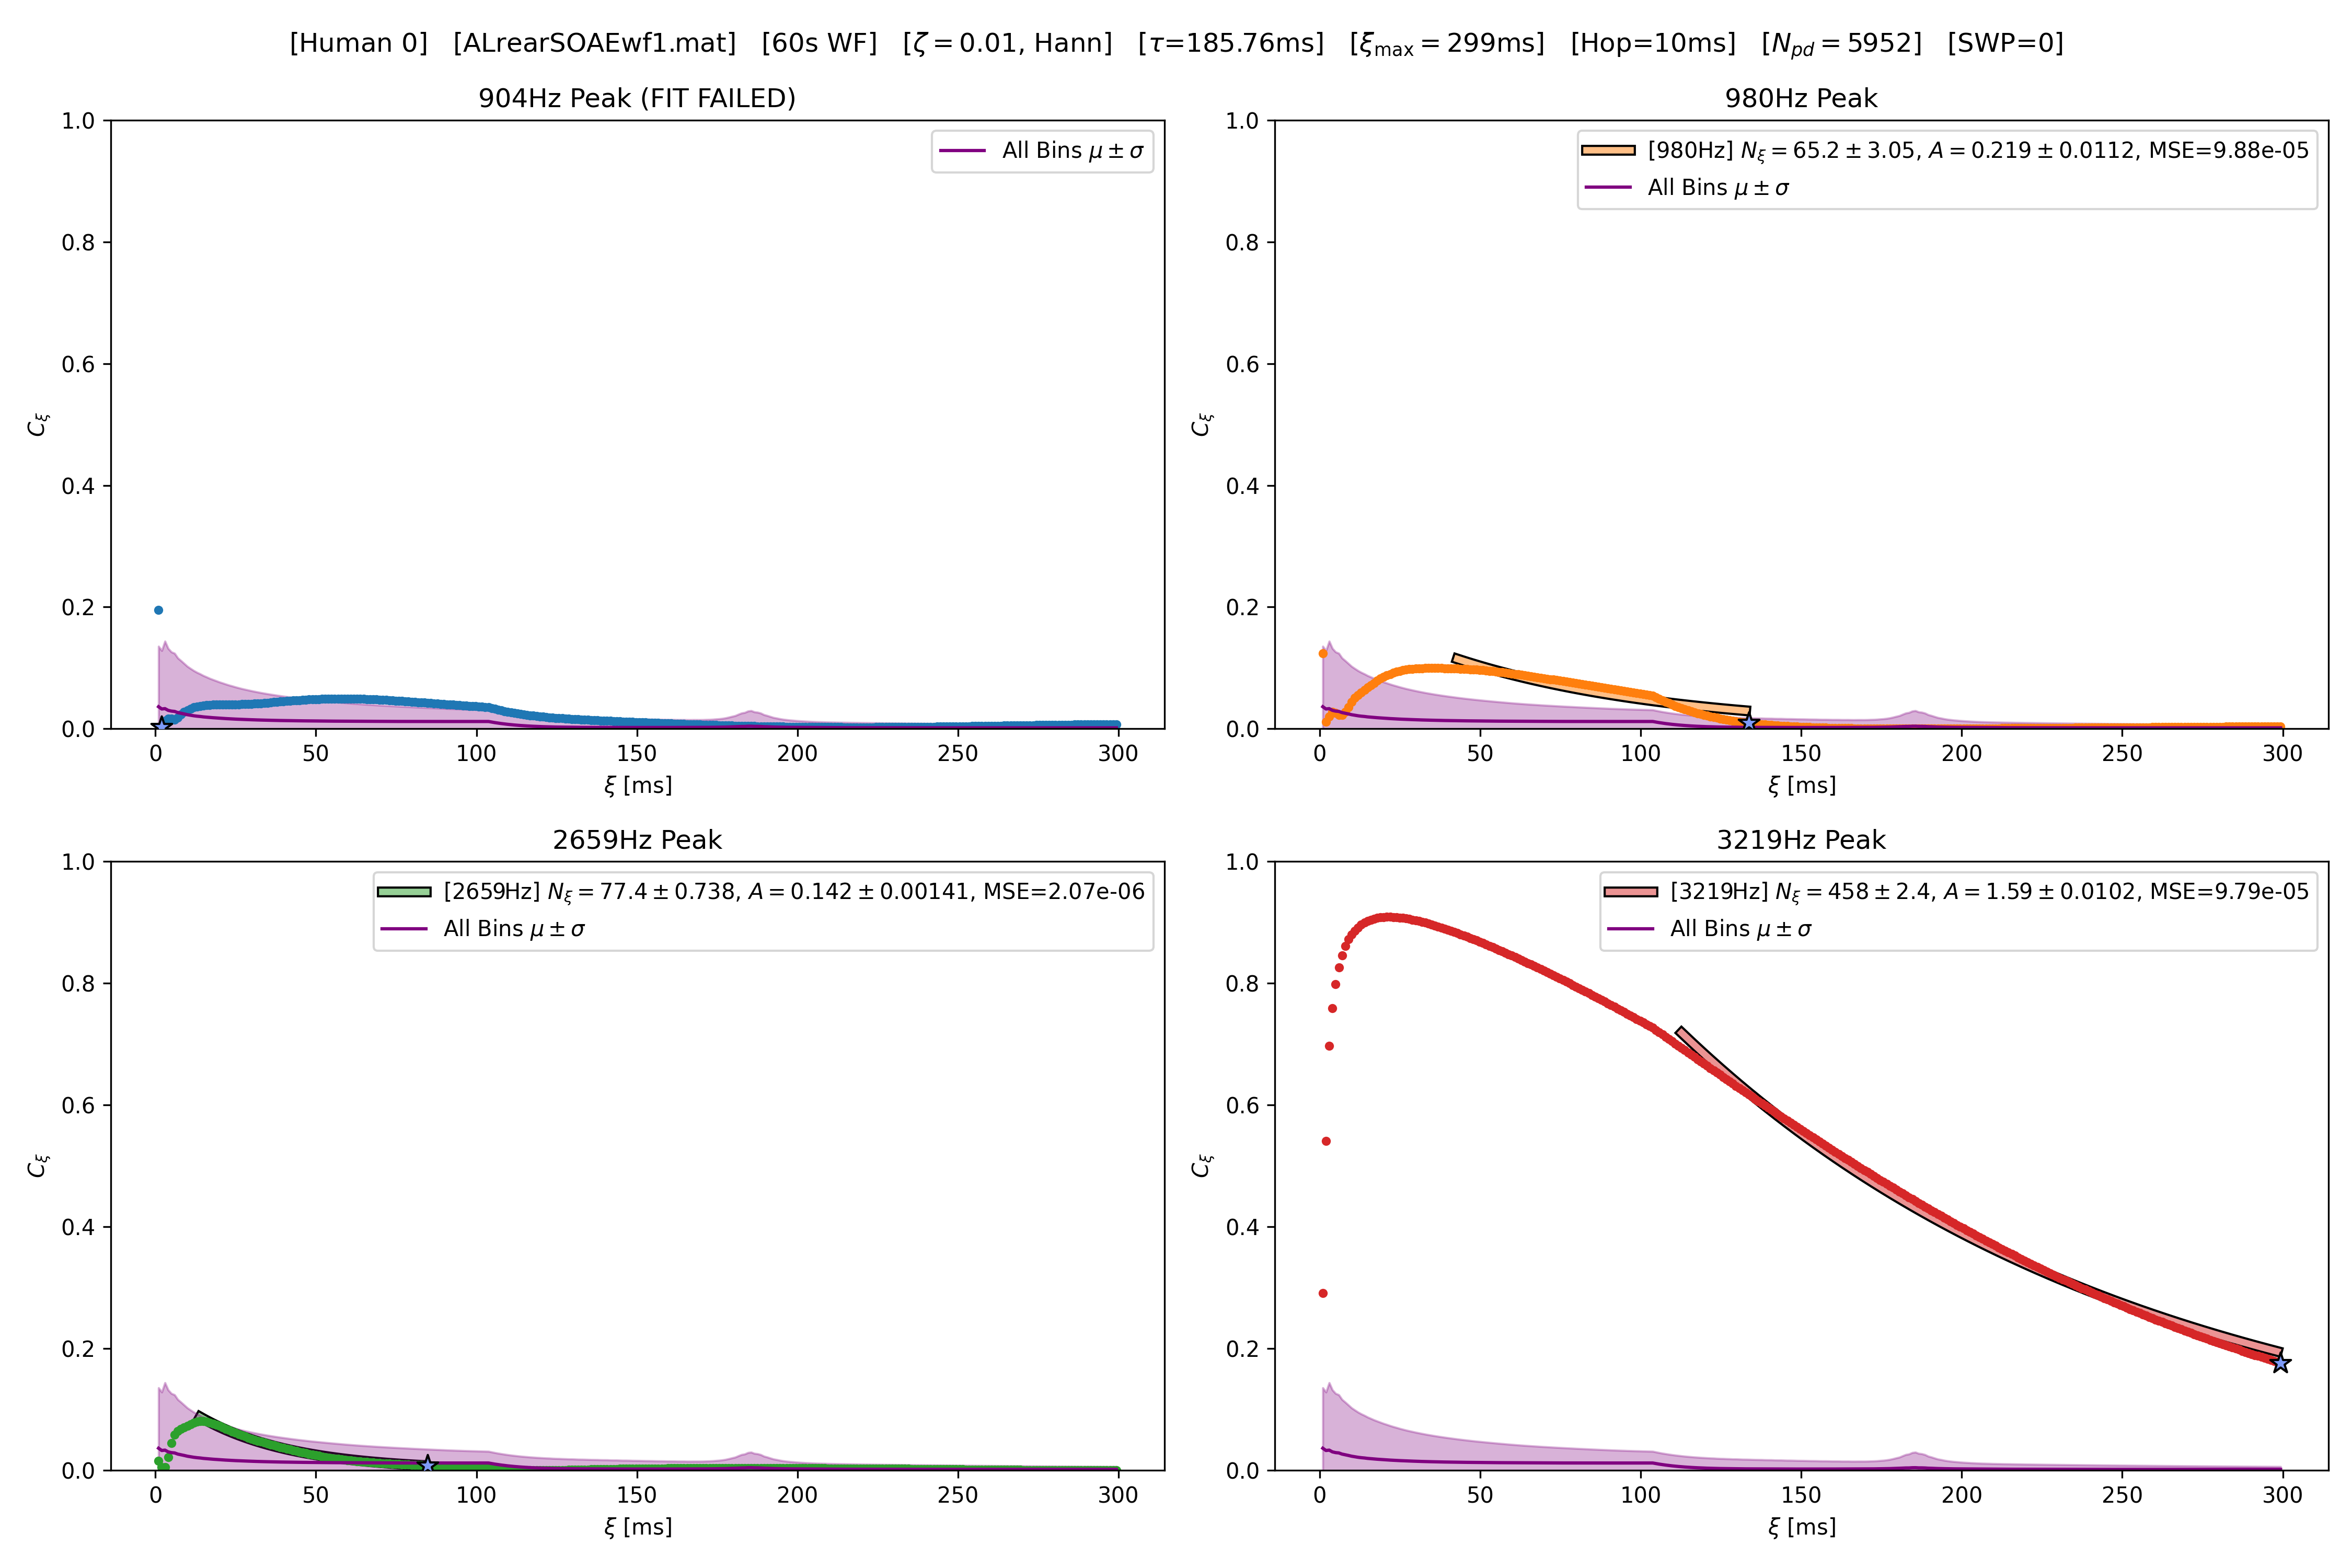 [Human 0] [ALrearSOAEwf1.mat] [60s WF] [ζ = 0.01, Hann] [τ=185.76ms] [ξmax = 299ms] [Hop=10ms] [Npd = 5952] [SWP=0]
904Hz Peak (FIT FAILED)
All Bins μ ± σ
1.0
0.8
0.6
0.4
0.2
0.0
Cξ
0 50 100 150 200 250 300
ξ [ms]
980Hz Peak
[980Hz] Nξ = 65.2 ± 3.05, A = 0.219 ± 0.0112, MSE=9.88e-05
All Bins μ ± σ
1.0
0.8
0.6
0.4
0.2
0.0
Cξ
0 50 100 150 200 250 300
ξ [ms]
2659Hz Peak
[2659Hz] Nξ = 77.4 ± 0.738, A = 0.142 ± 0.00141, MSE=2.07e-06
All Bins μ ± σ
1.0
0.8
0.6
0.4
0.2
0.0
Cξ
0 50 100 150 200 250 300
ξ [ms]
3219Hz Peak
[3219Hz] Nξ = 458 ± 2.4, A = 1.59 ± 0.0102, MSE=9.79e-05
All Bins μ ± σ
1.0
0.8
0.6
0.4
0.2
0.0
Cξ
0 50 100 150 200 250 300
ξ [ms]